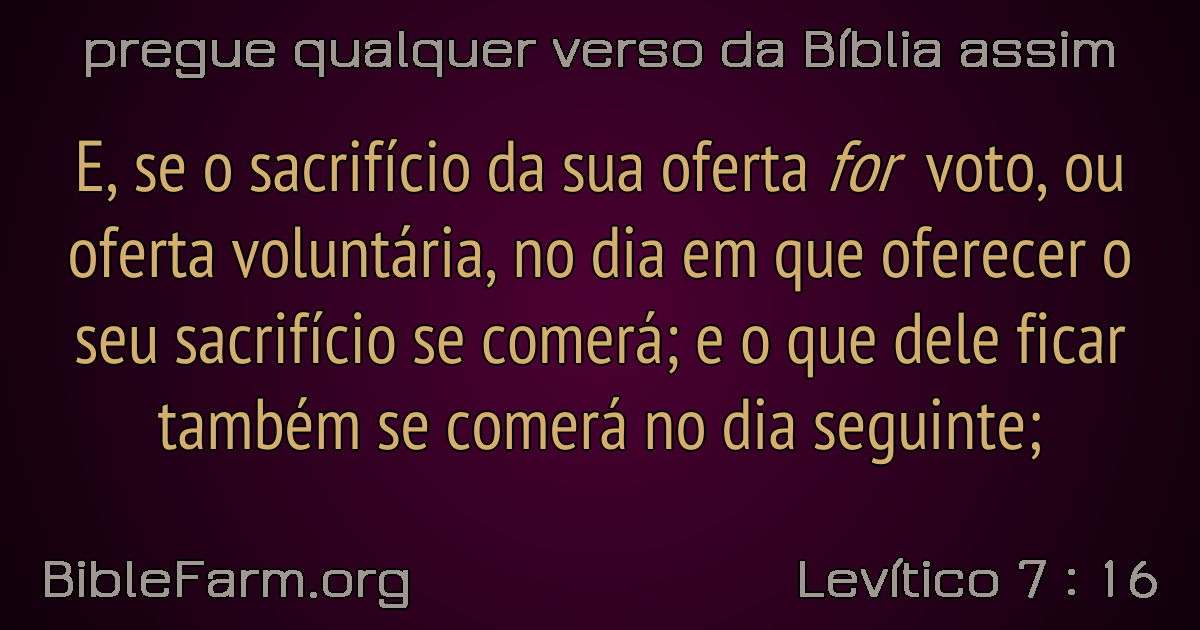 pregue qualquer verso da Bíblia assim
E, se o sacrifício da sua oferta for voto, ou
oferta voluntária, no dia em que oferecer o
seu sacrifício se comerá; e o que dele ficar
também se comerá no dia seguinte;
BibleFarm.org
Levítico 7 : 16